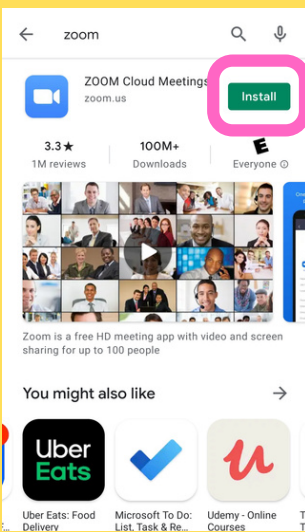 zoom
ZOOM Cloud Meetings
zoom.us
Install
3.3★
1M reviews
100M+
Downloads
E
Everyone
Zoom is a free HD meeting app with video and screen
sharing for up to 100 people
You might also like
Uber
Eats
Uber Eats: Food
Delivery
Microsoft To Do:
List, Task & Re...
Udemy - Online
Courses